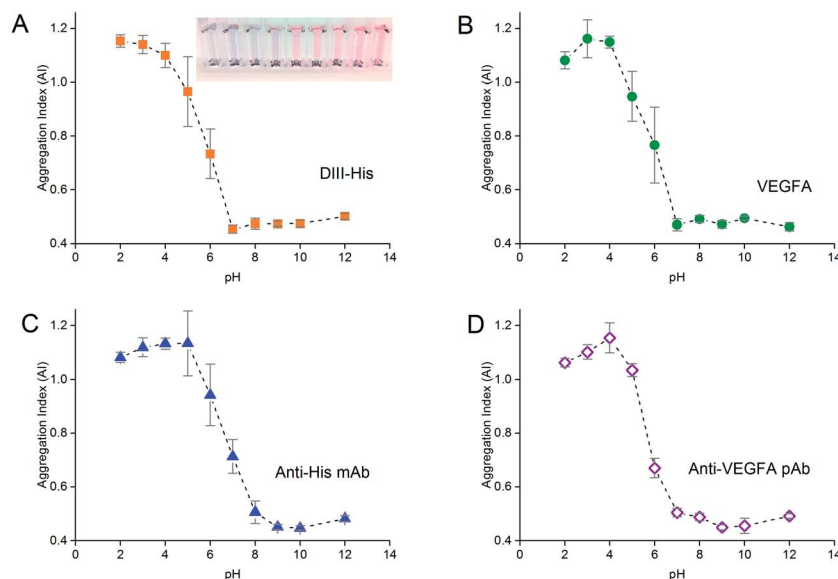 A
Aggregation Index (AI)
1.2
1.0
0.8
0.6
0.4
DIII-His
0 2 4 6 8 10 12 14
pH
B
Aggregation Index (AI)
1.2
1.0
0.8
0.6
0.4
VEGFA
0 2 4 6 8 10 12 14
pH
C
Aggregation Index (AI)
1.2
1.0
0.8
0.6
0.4
Anti-His mAb
0 2 4 6 8 10 12 14
pH
D
Aggregation Index (AI)
1.2
1.0
0.8
0.6
0.4
Anti-VEGFA pAb
0 2 4 6 8 10 12 14
pH